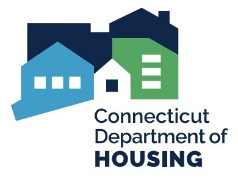 Connecticut
Department of
HOUSING